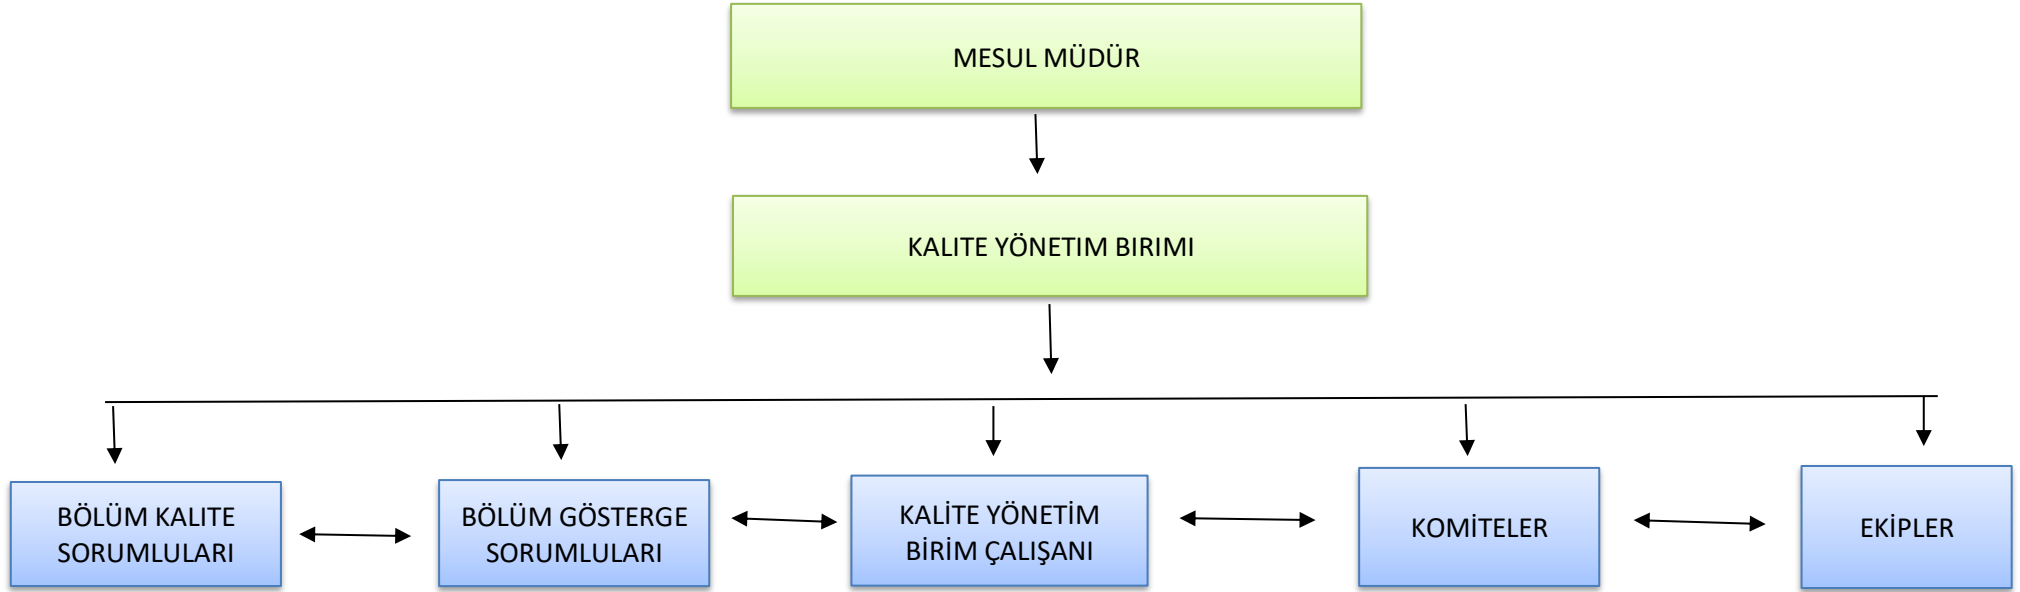 MESUL MÜDÜR
KALITE YÖNETIM BIRIMI
BÖLÜM KALITE
SORUMLULARI
BÖLÜM GÖSTERGE
SORUMLULARI
KALİTE YÖNETİM
BİRİM ÇALIŞANI
KOMİTELER
EKİPLER